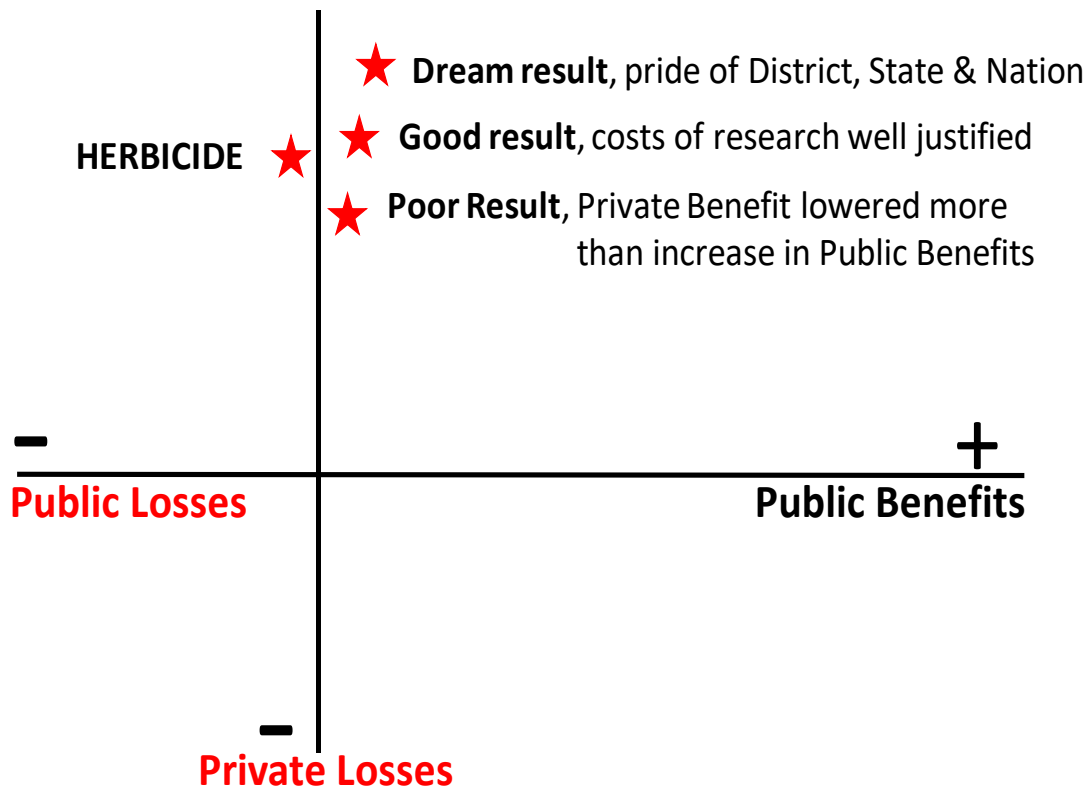 Dream result, pride of District, State & Nation
Good result, costs of research well justified
HERBICIDE
Poor Result, Private Benefit lowered more
than increase in Public Benefits
-
+
Public Losses
Public Benefits
-
Private Losses